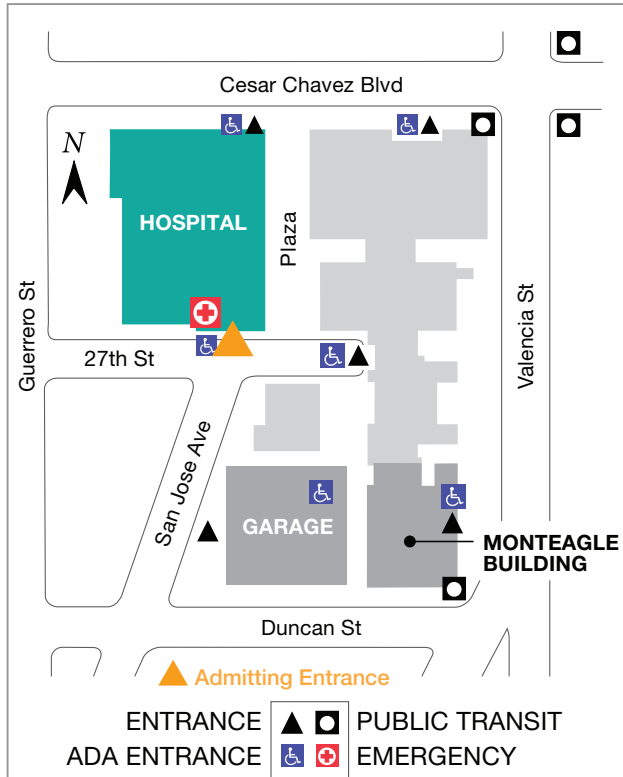 Cesar Chavez Blvd
N
HOSPITAL
Plaza
Guerrero St
Valencia St
27th St
San Jose Ave
GARAGE
MONTEAGLE
BUILDING
Duncan St
Admitting Entrance
ENTRANCE
PUBLIC TRANSIT
ADA ENTRANCE
EMERGENCY